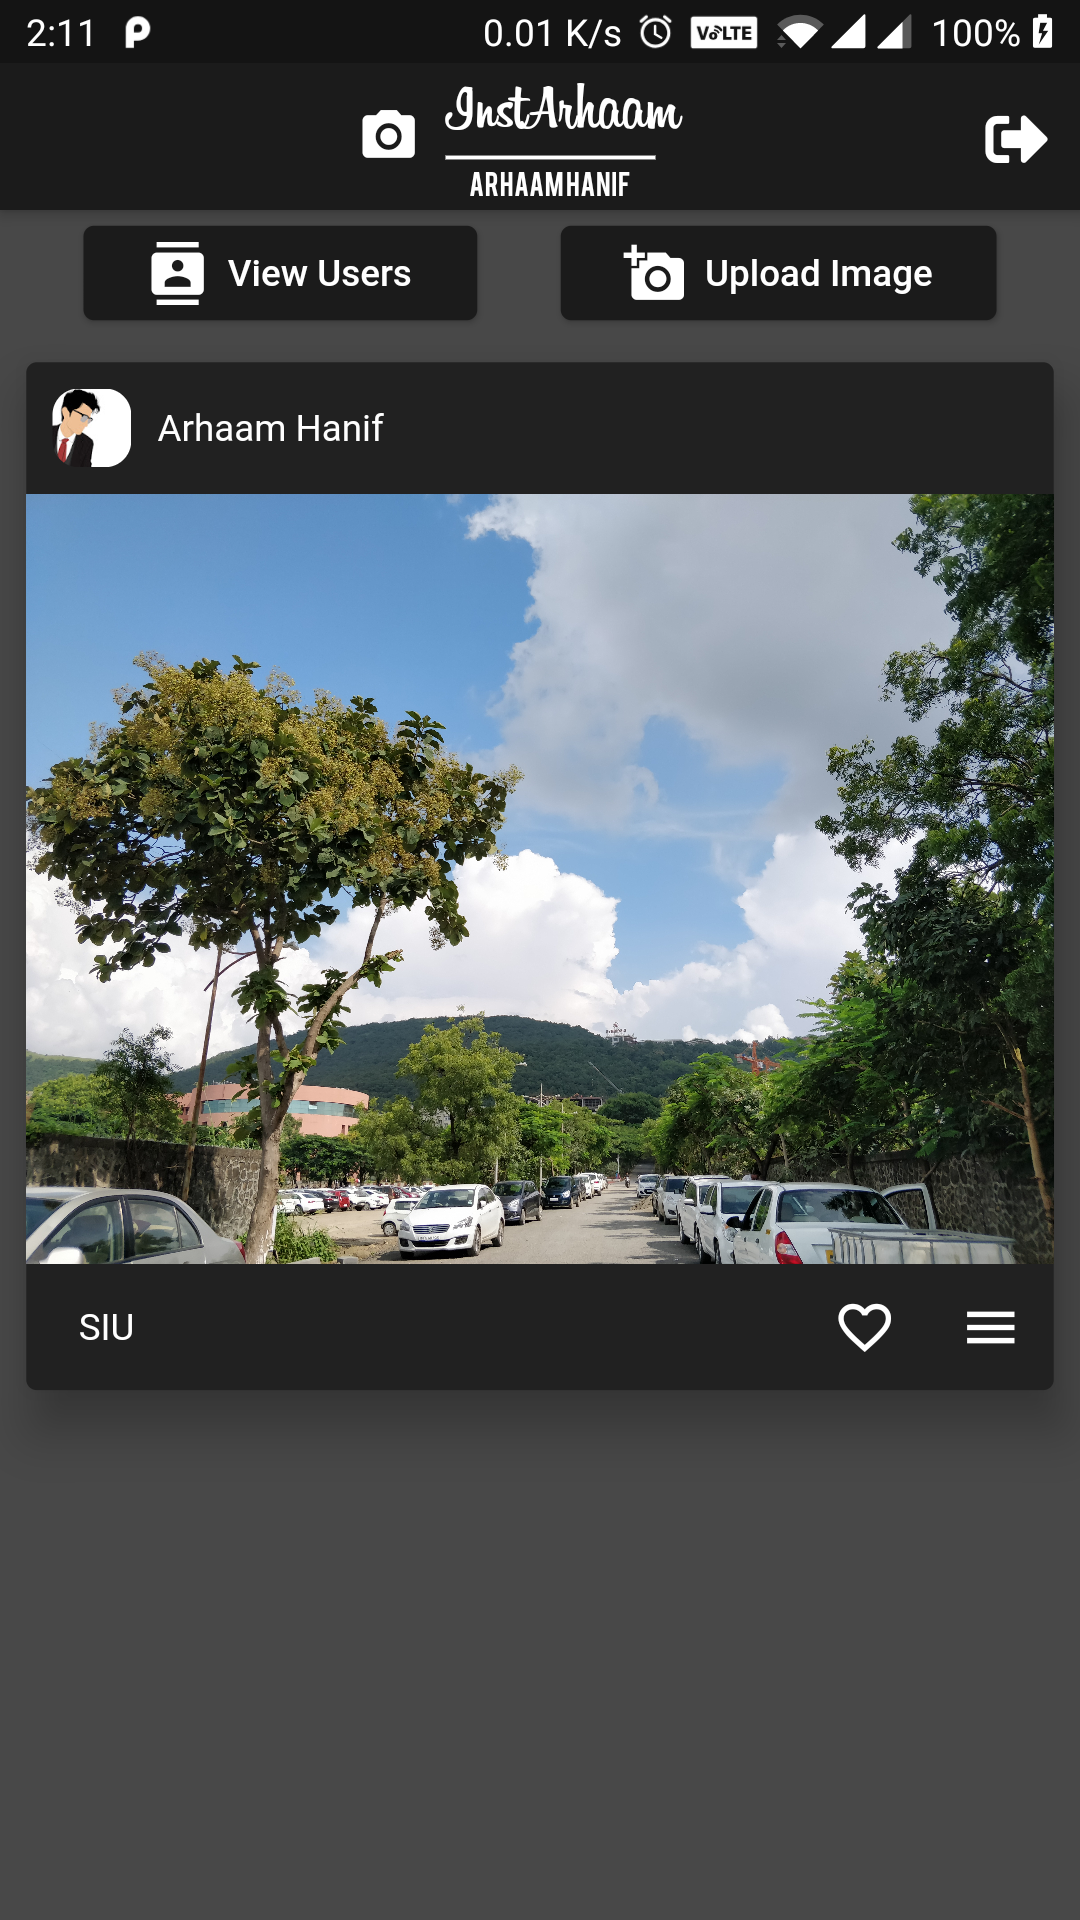 2:11 0.01 K/s VoLTE 100%
InstArhaam
ARHAAMHANIF
View Users Upload Image
Arhaam Hanif
SIU